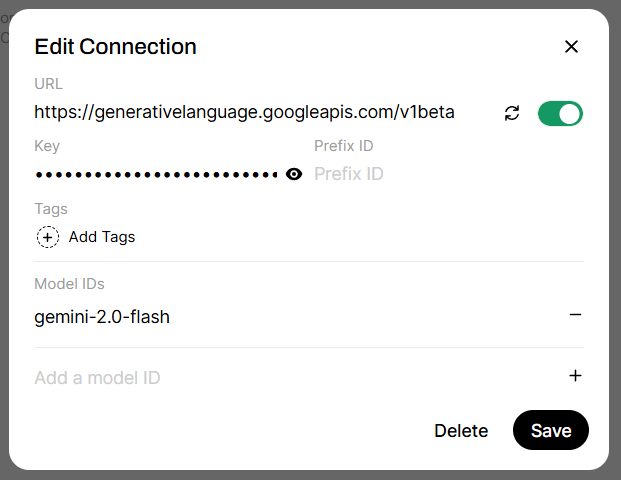 Edit Connection
URL
https://generativelanguage.googleapis.com/v1beta
Key Prefix ID
•••••••••••••••••••••••••• Prefix ID
Tags
Add Tags
Model IDs
gemini-2.0-flash
Add a model ID
Delete Save